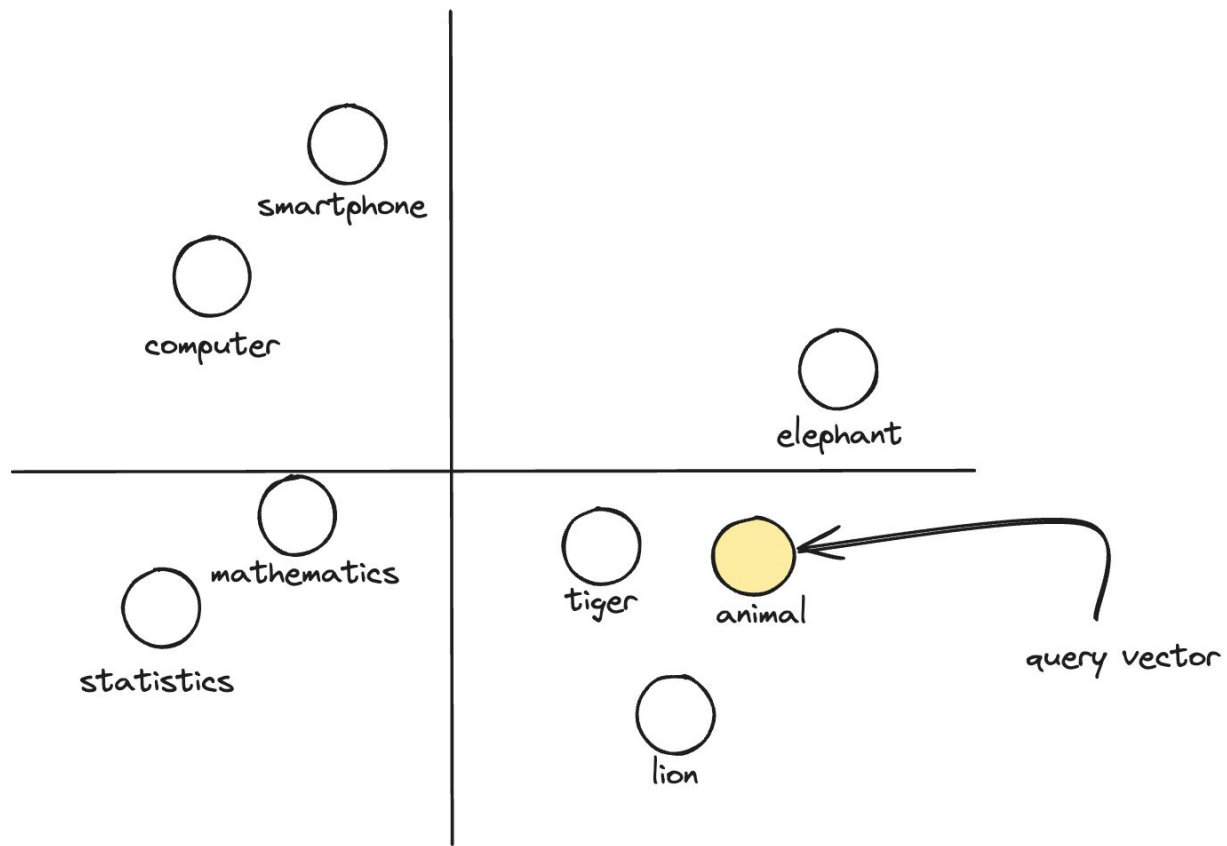 smartphone
computer
elephant
mathematics
tiger
animal
statistics
query vector
lion